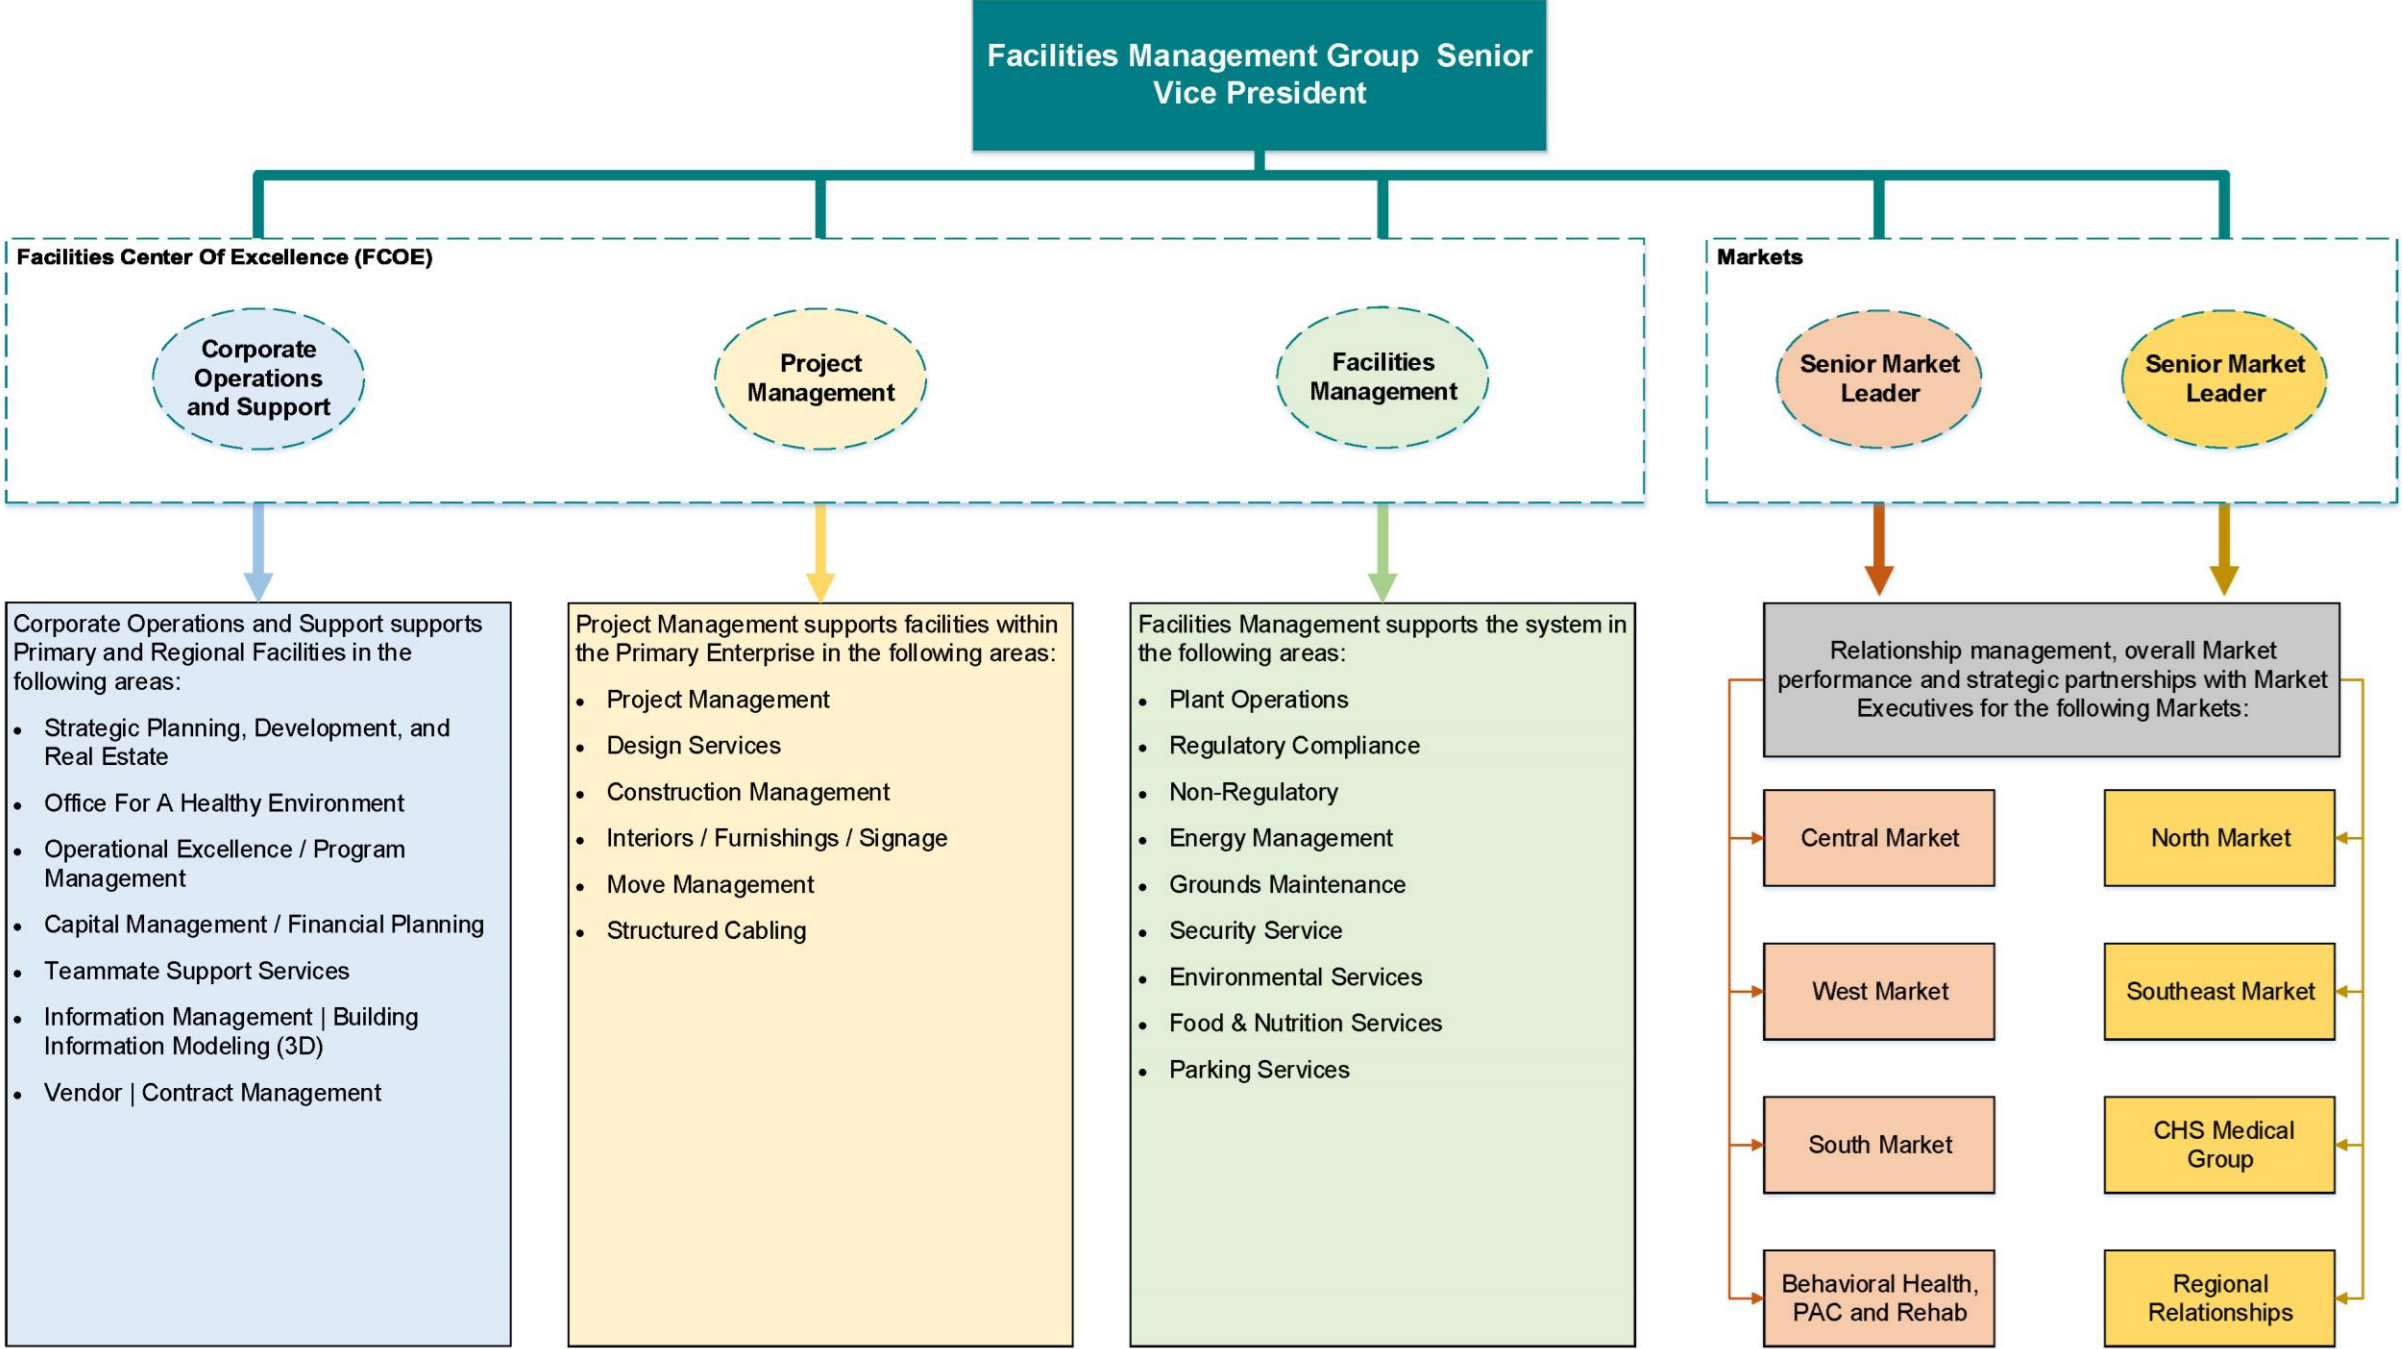 Facilities Management Group Senior
Vice President
Facilities Center Of Excellence (FCOE)
Corporate
Operations
and Support
Project
Management
Facilities
Management
Markets
Senior Market
Leader
Senior Market
Leader
Corporate Operations and Support supports
Primary and Regional Facilities in the
following areas:
• Strategic Planning, Development, and
Real Estate
• Office For A Healthy Environment
• Operational Excellence / Program
Management
• Capital Management / Financial Planning
• Teammate Support Services
• Information Management | Building
Information Modeling (3D)
• Vendor | Contract Management
Project Management supports facilities within
the Primary Enterprise in the following areas:
• Project Management
• Design Services
• Construction Management
• Interiors / Furnishings / Signage
• Move Management
• Structured Cabling
Facilities Management supports the system in
the following areas:
• Plant Operations
• Regulatory Compliance
• Non-Regulatory
• Energy Management
• Grounds Maintenance
• Security Service
• Environmental Services
• Food & Nutrition Services
• Parking Services
Relationship management, overall Market
performance and strategic partnerships with Market
Executives for the following Markets:
Central Market
West Market
South Market
Behavioral Health,
PAC and Rehab
North Market
Southeast Market
CHS Medical
Group
Regional
Relationships